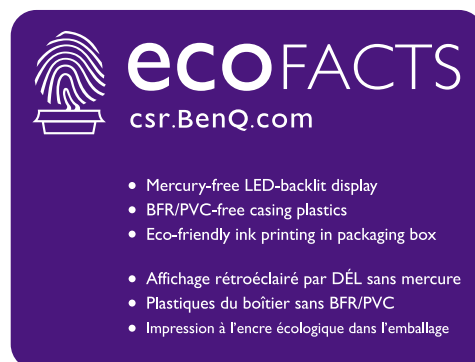 ecoFACTS
csr.BenQ.com
• Mercury-free LED-backlit display
• BFR/PVC-free casing plastics
• Eco-friendly ink printing in packaging box
• Affichage rétroéclairé par DÉL sans mercure
• Plastiques du boîtier sans BFR/PVC
• Impression à l'encre écologique dans l'emballage